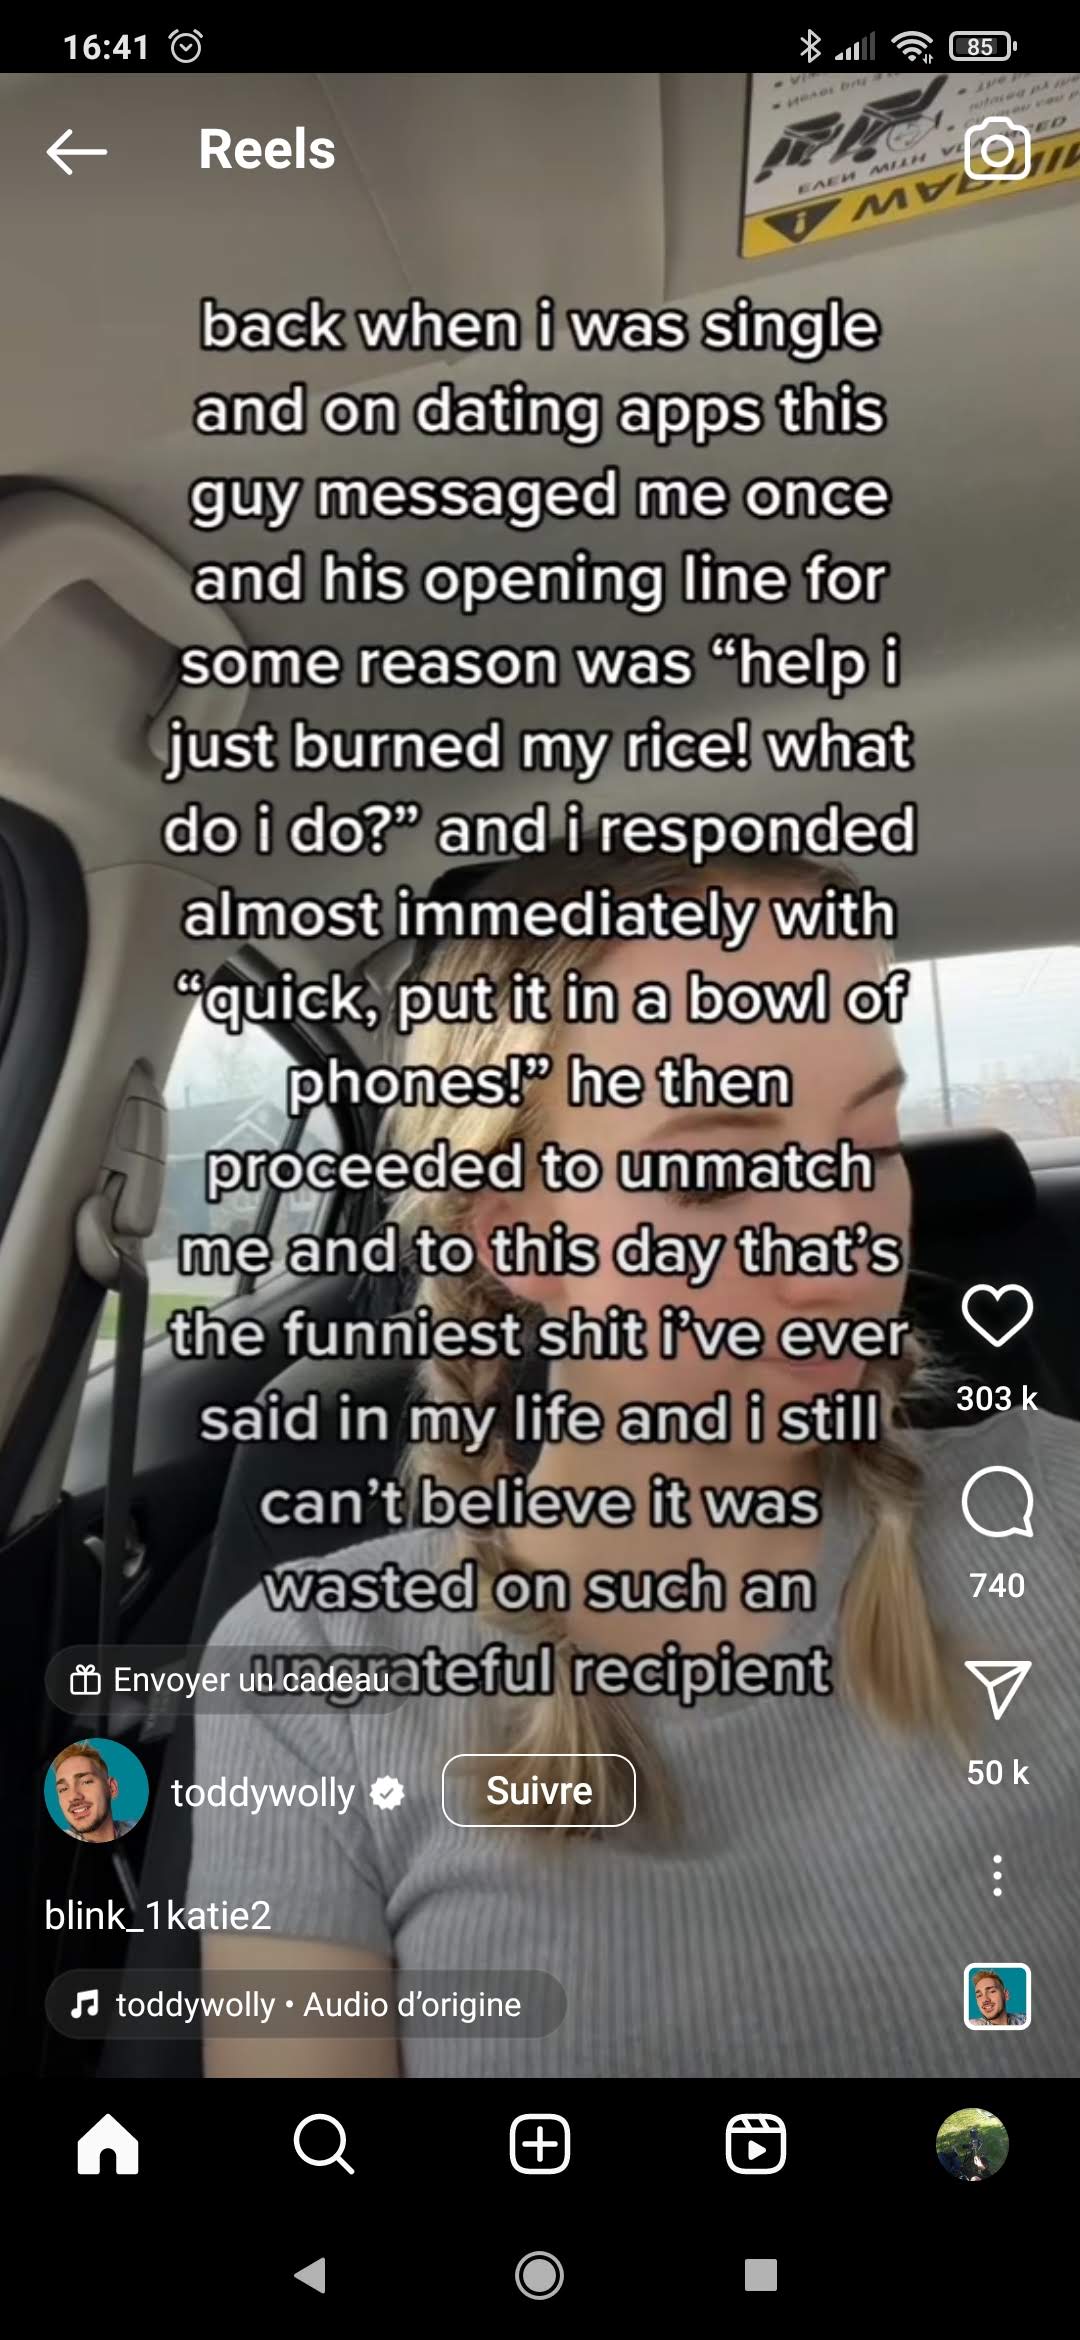 16:41
85
Reels
WARNING
EVEN WITH
back when i was single
and on dating apps this
guy messaged me once
and his opening line for
some reason was “help i
just burned my rice! what
do i do?” and i responded
almost immediately with
“quick, put it in a bowl of
phones!” he then
proceeded to unmatch
me and to this day that’s
the funniest shit i’ve ever
said in my life and i still
can’t believe it was
wasted on such an
ungrateful recipient
303 k
740
50 k
Envoyer un cadeau
toddywolly
Suivre
blink_1katie2
toddywolly • Audio d’origine